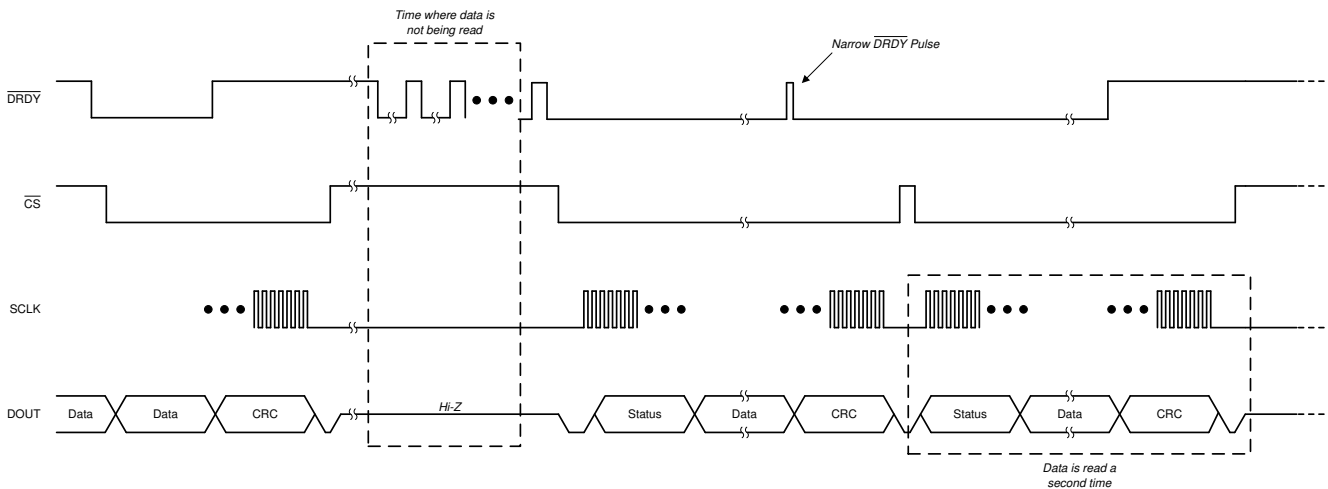 Time where data is
not being read
Narrow DRDY Pulse
DRDY
CS
SCLK
DOUT
Data
Data
CRC
Hi-Z
Status
Data
CRC
Status
Data
CRC
Data is read a
second time